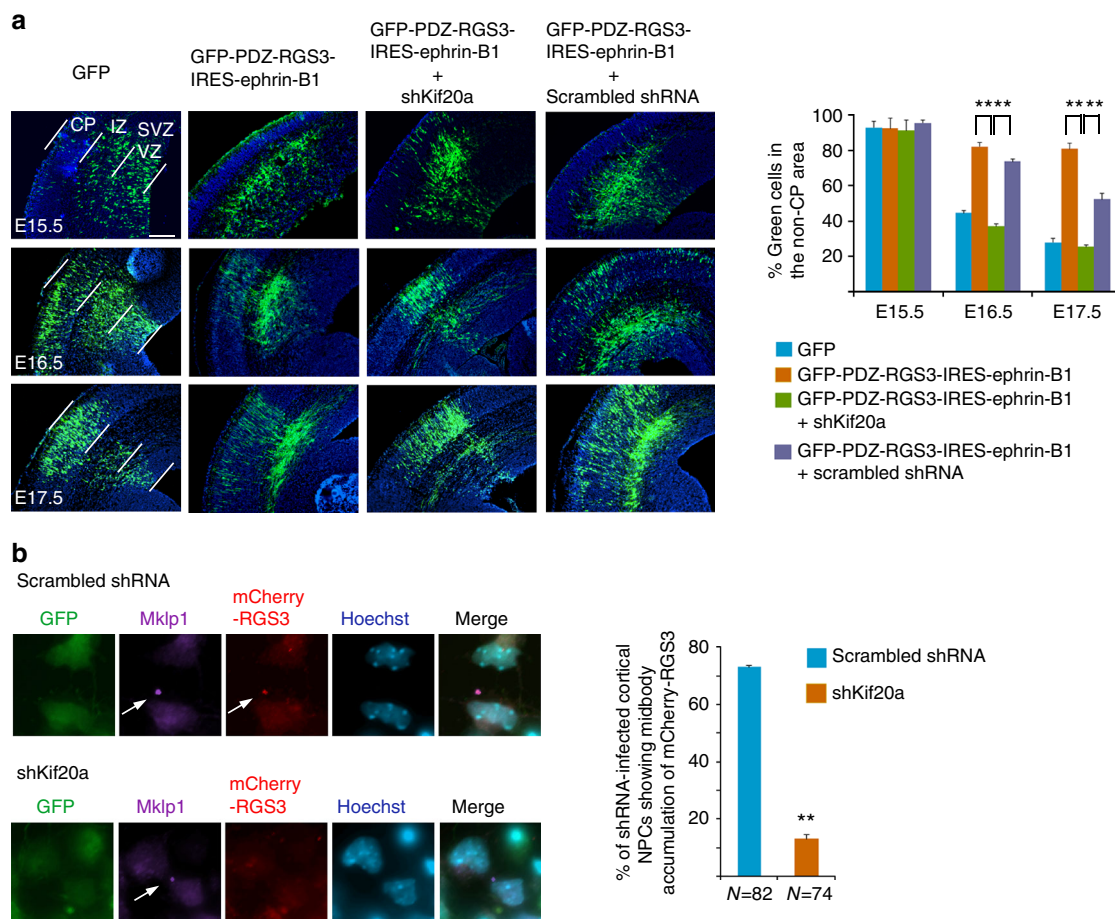 a
GFP
GFP-PDZ-RGS3-
IRES-ephrin-B1
GFP-PDZ-RGS3-
IRES-ephrin-B1
+
shKif20a
GFP-PDZ-RGS3-
IRES-ephrin-B1
+
Scrambled shRNA
CP
IZ
SVZ
VZ
E15.5
E16.5
E17.5
% Green cells in
the non-CP area
80
60
40
20
**** ****
E15.5 E16.5 E17.5
GFP
GFP-PDZ-RGS3-IRES-ephrin-B1
GFP-PDZ-RGS3-IRES-ephrin-B1
+ shKif20a
GFP-PDZ-RGS3-IRES-ephrin-B1
+ scrambled shRNA
b
Scrambled shRNA
GFP
Mklp1
mCherry
-RGS3
Hoechst
Merge
shKif20a
GFP
Mklp1
mCherry
-RGS3
Hoechst
Merge
% of shRNA-infected cortical
NPCs showing midbody
accumulation of mCherry-RGS3
80
60
40
20
**
N=82 N=74
Scrambled shRNA
shKif20a